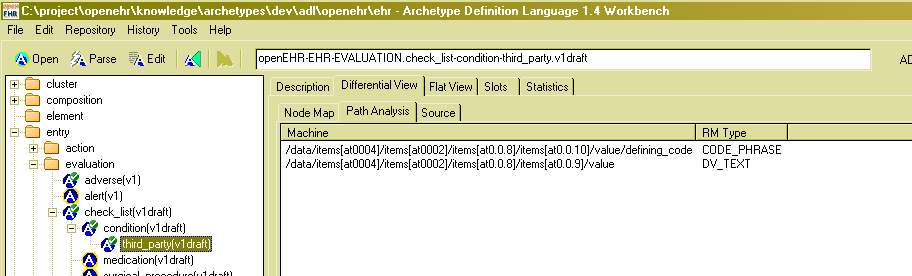 C:\project\openehr\knowledge\archetypes\dev\adl\openehr\ehr - Archetype Definition Language 1.4 Workbench
EHR
File Edit Repository History Tools Help
Open Parse Edit openEHR-EHR-EVALUATION.check_list-condition-third_party.v1draft AD
cluster
composition
element
entry
action
evaluation
adverse(v1)
alert(v1)
check_list(v1draft)
condition(v1draft)
third_party(v1draft)
medication(v1draft)
surgical_procedure(v1draft)
Description Differential View Flat View Slots Statistics
Node Map Path Analysis Source
Machine RM Type
/data/items[at0004]/items[at0002]/items[at0.0.8]/items[at0.0.10]/value/defining_code CODE_PHRASE
/data/items[at0004]/items[at0002]/items[at0.0.8]/items[at0.0.9]/value DV_TEXT